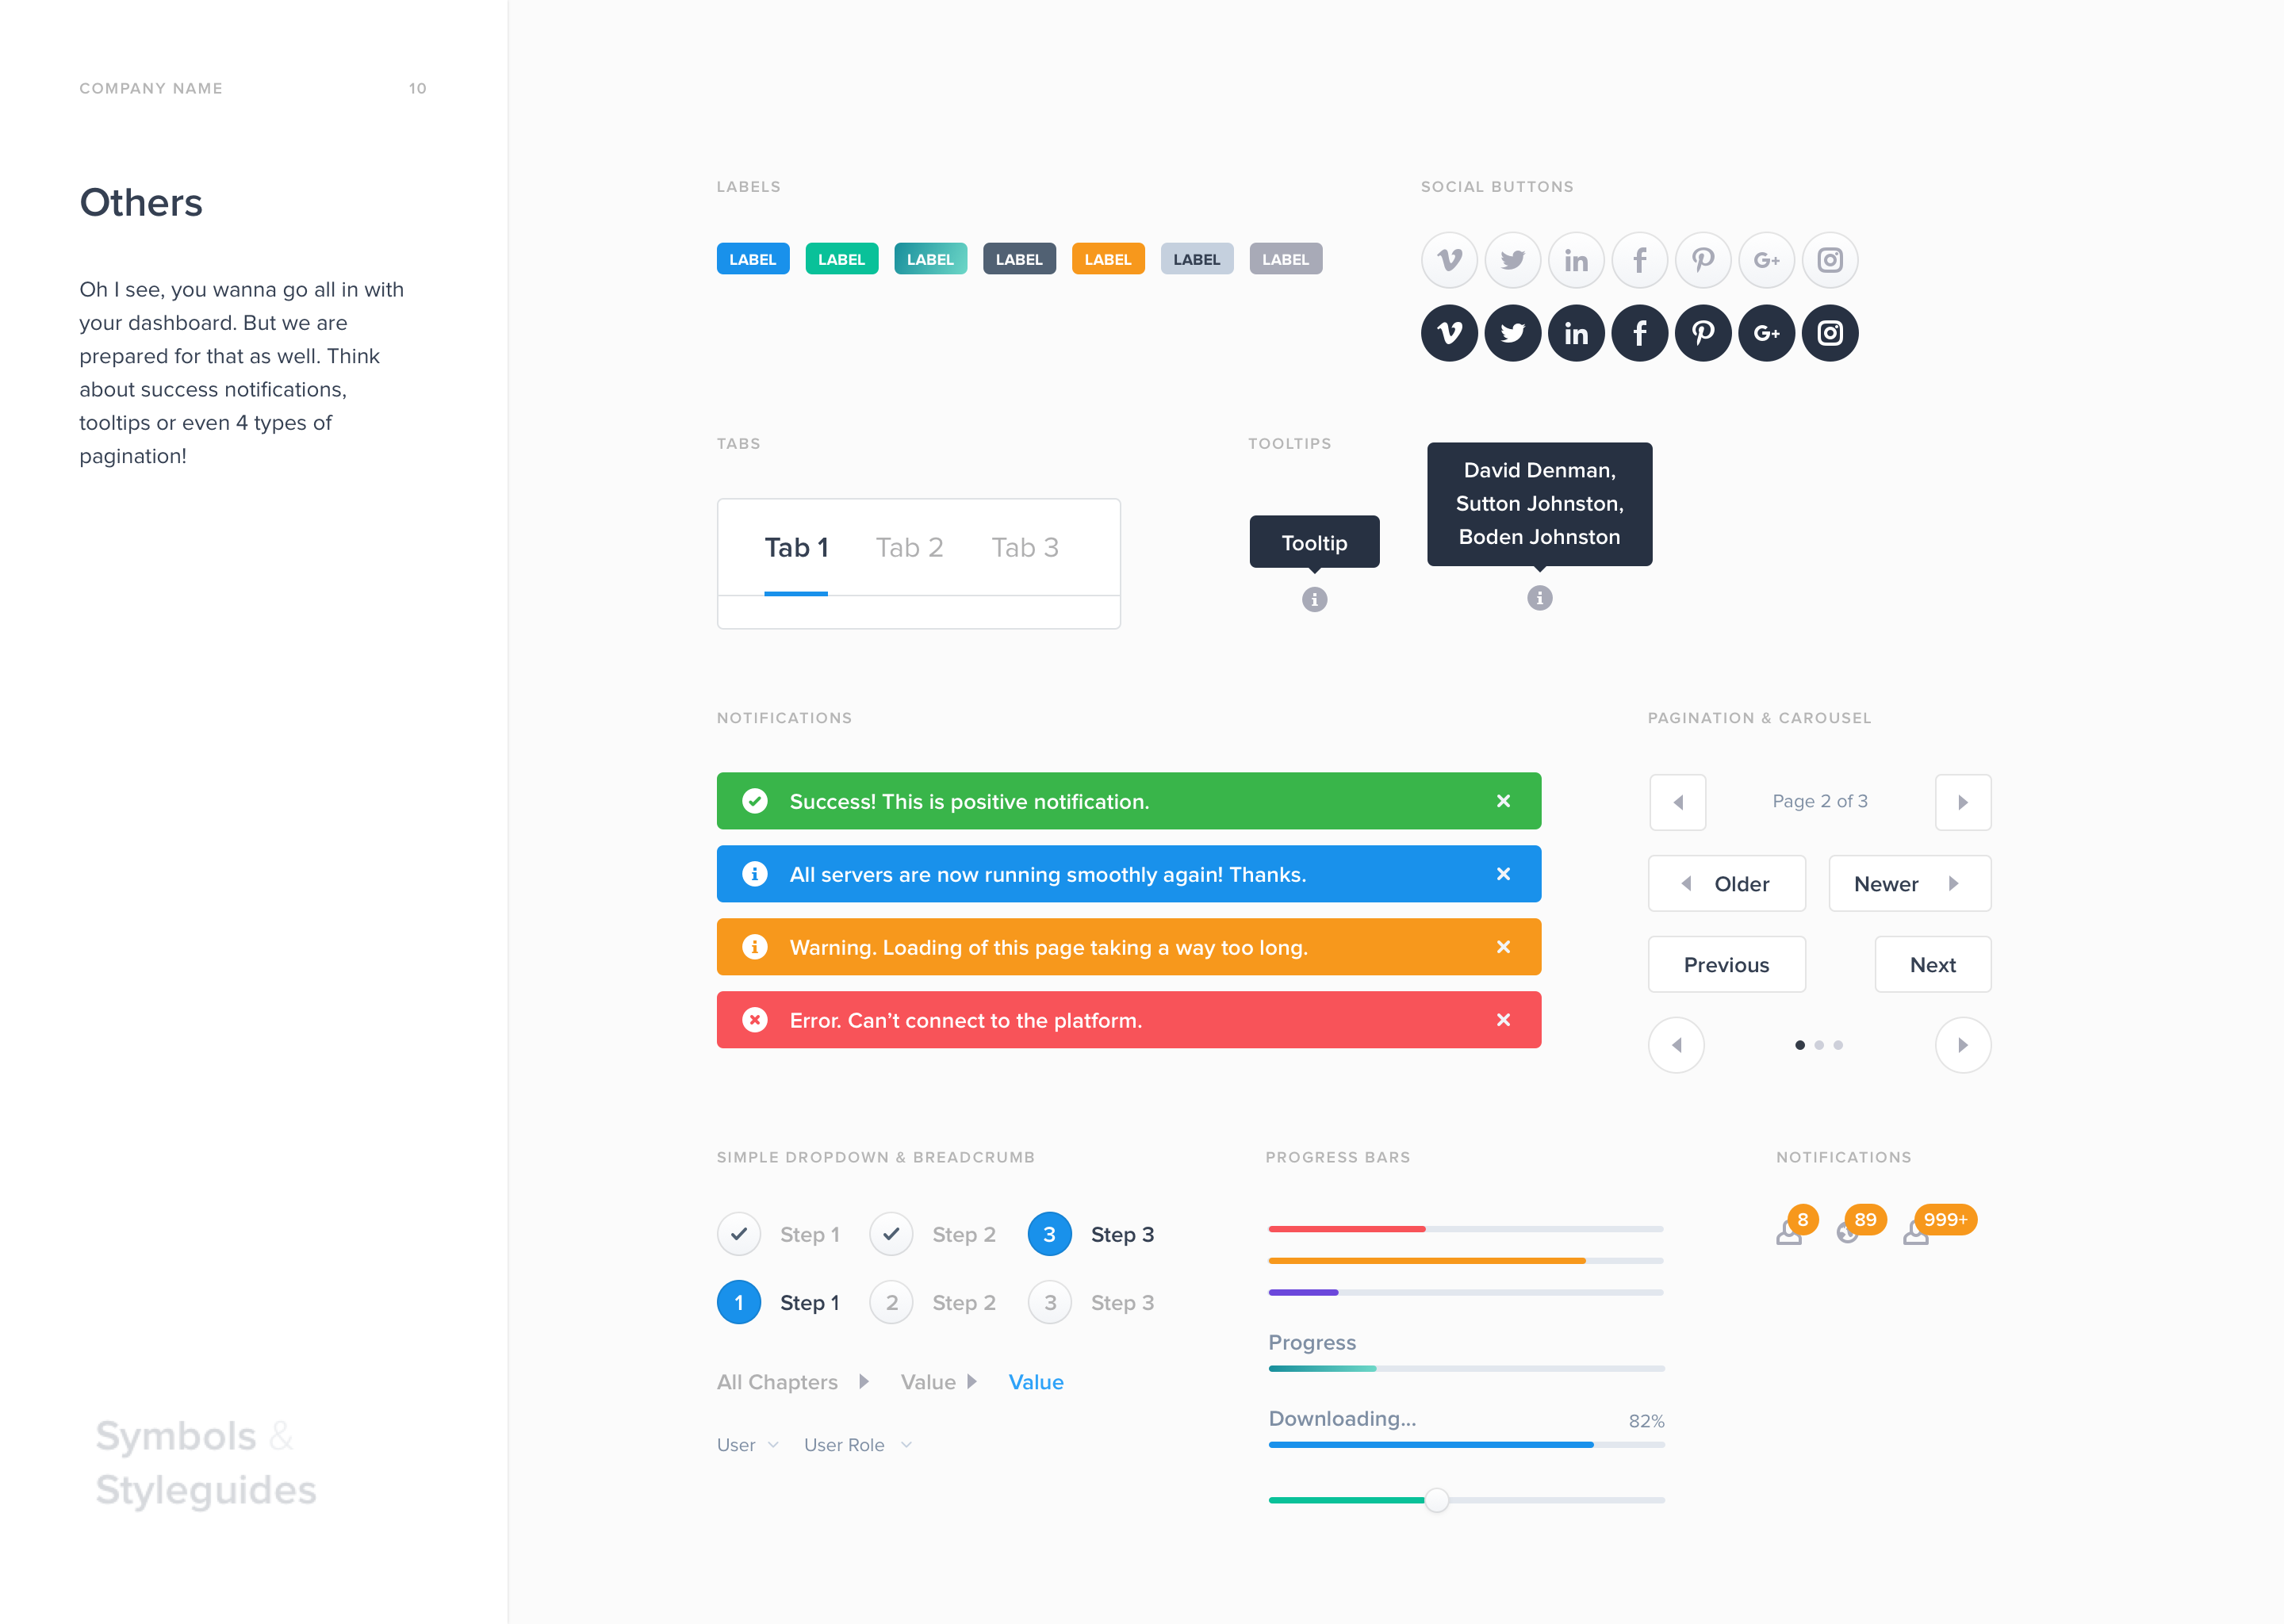 COMPANY NAME 10
Others
Oh I see, you wanna go all in with
your dashboard. But we are
prepared for that as well. Think
about success notifications,
tooltips or even 4 types of
pagination!
Symbols &
Styleguides
LABELS
LABEL LABEL LABEL LABEL LABEL LABEL LABEL
SOCIAL BUTTONS
TABS
Tab 1 Tab 2 Tab 3
TOOLTIPS
Tooltip
David Denman,
Sutton Johnston,
Boden Johnston
NOTIFICATIONS
Success! This is positive notification.
All servers are now running smoothly again! Thanks.
Warning. Loading of this page taking a way too long.
Error. Can’t connect to the platform.
PAGINATION & CAROUSEL
Page 2 of 3
Older Newer
Previous Next
SIMPLE DROPDOWN & BREADCRUMB
Step 1 Step 2 3 Step 3
1 Step 1 2 Step 2 3 Step 3
All Chapters Value Value
User User Role
PROGRESS BARS
Progress
Downloading... 82%
NOTIFICATIONS
8 89 999+